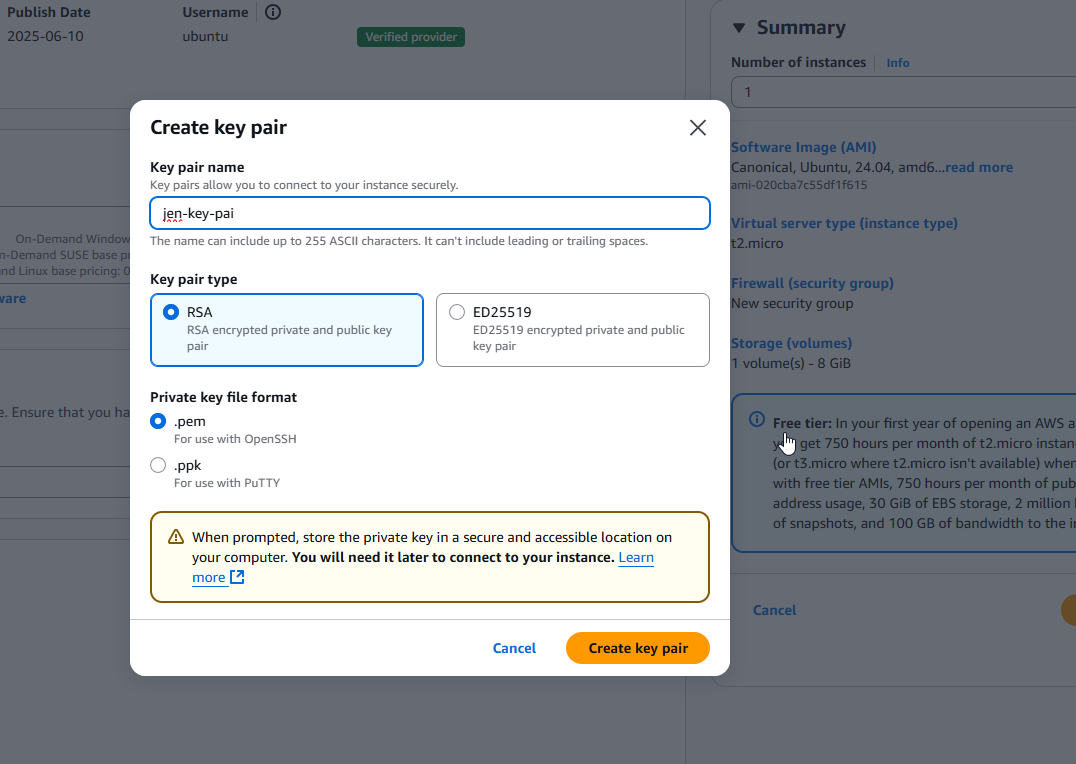 Publish Date
Username
2025-06-10
ubuntu
Verified provider
Summary
Number of instances
Info
1
Create key pair
Key pair name
Key pairs allow you to connect to your instance securely.
jen-key-pai
The name can include up to 255 ASCII characters. It can't include leading or trailing spaces.
Key pair type
RSA
RSA encrypted private and public key
pair
ED25519
ED25519 encrypted private and public
key pair
Private key file format
.pem
For use with OpenSSH
.ppk
For use with PuTTY
When prompted, store the private key in a secure and accessible location on
your computer. You will need it later to connect to your instance. Learn
more
Cancel
Create key pair
On-Demand Window
n-Demand SUSE base
nd Linux base pricing: 0
ware
e. Ensure that you ha
Software Image (AMI)
Canonical, Ubuntu, 24.04, amd6...read more
ami-020cba7c55df1f615
Virtual server type (instance type)
t2.micro
Firewall (security group)
New security group
Storage (volumes)
1 volume(s) - 8 GiB
Free tier: In your first year of opening an AWS a
get 750 hours per month of t2.micro instan
(or t3.micro where t2.micro isn't available) when
with free tier AMIs, 750 hours per month of pub
address usage, 30 GiB of EBS storage, 2 million
of snapshots, and 100 GB of bandwidth to the in
Cancel